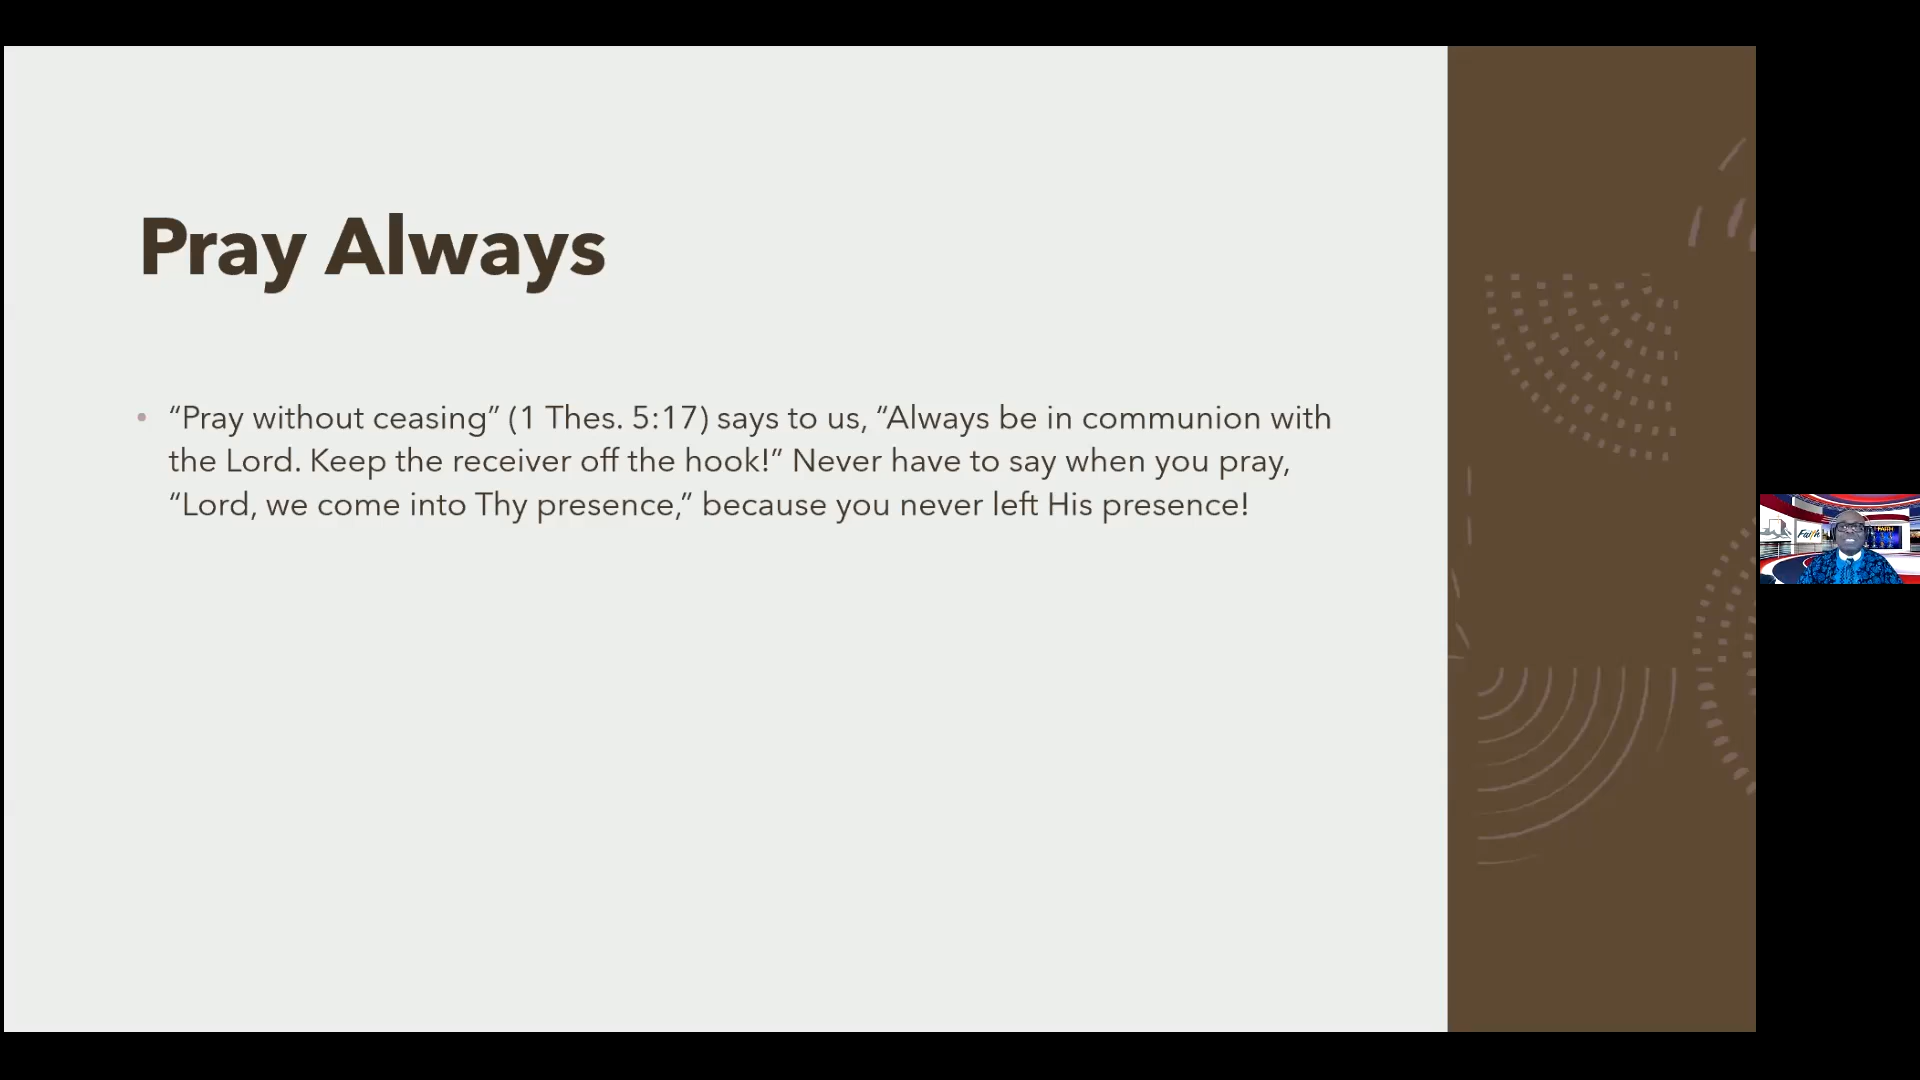 Pray Always
• “Pray without ceasing” (1 Thes. 5:17) says to us, “Always be in communion with
the Lord. Keep the receiver off the hook!” Never have to say when you pray,
“Lord, we come into Thy presence,” because you never left His presence!
Faith
FAITH